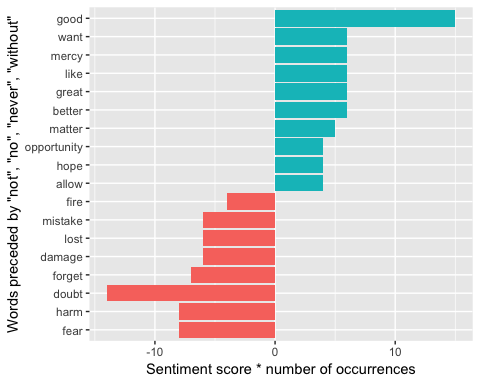 Words preceded by "not", "no", "never", "without"
good
want
mercy
like
great
better
matter
opportunity
hope
allow
fire
mistake
lost
damage
forget
doubt
harm
fear
-10 0 10
Sentiment score * number of occurrences